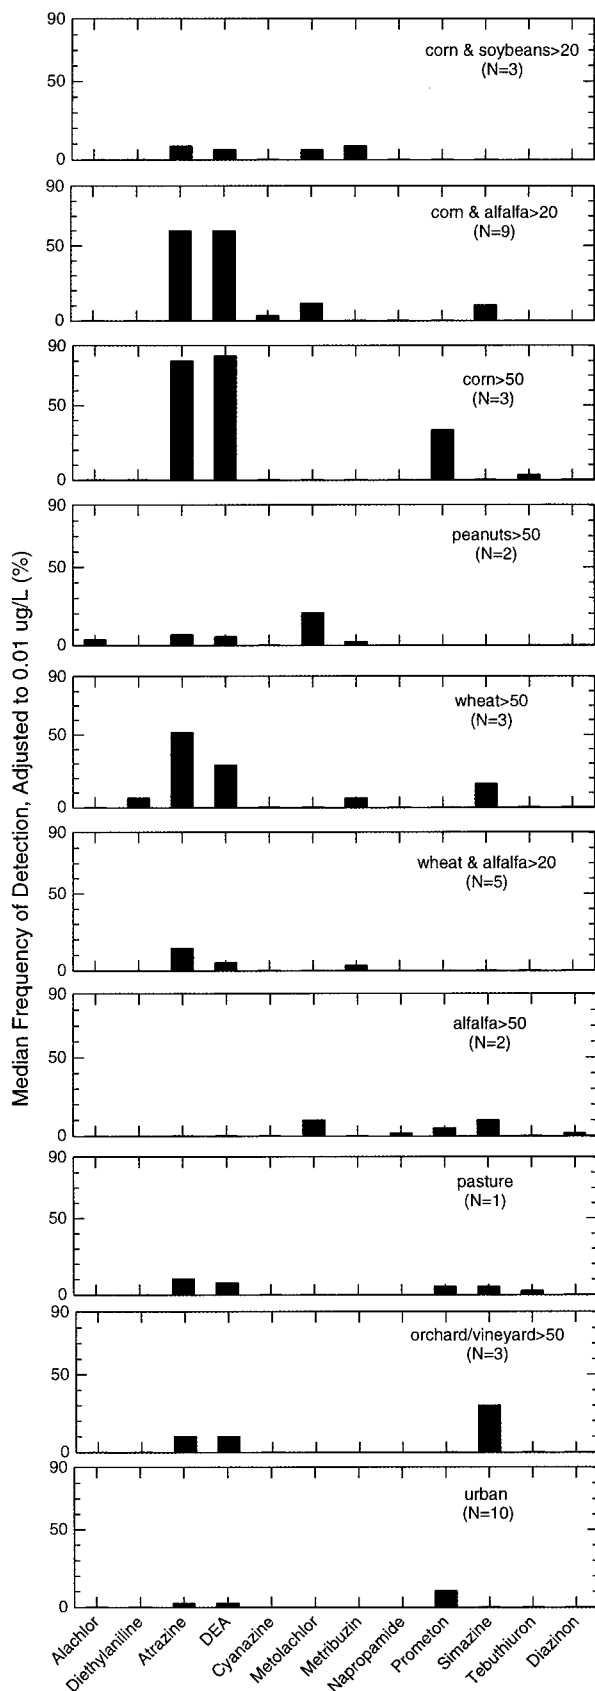 Median Frequency of Detection, Adjusted to 0.01 ug/L (%)
90
50
0
corn & soybeans>20
(N=3)
90
50
0
corn & alfalfa>20
(N=9)
90
50
0
corn>50
(N=3)
90
50
0
peanuts>50
(N=2)
90
50
0
wheat>50
(N=3)
90
50
0
wheat & alfalfa>20
(N=5)
90
50
0
alfalfa>50
(N=2)
90
50
0
pasture
(N=1)
90
50
0
orchard/vineyard>50
(N=3)
90
50
0
urban
(N=10)
Alachlor
Diethylaniline
Atrazine
DEA
Cyanazine
Metolachlor
Metribuzin
Napropamide
Prometon
Simazine
Tebuthiuron
Diazinon